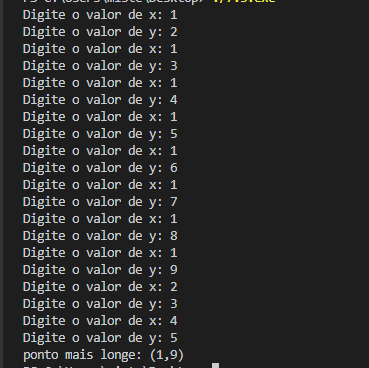 Digite o valor de x: 1
Digite o valor de y: 2
Digite o valor de x: 1
Digite o valor de y: 3
Digite o valor de x: 1
Digite o valor de y: 4
Digite o valor de x: 1
Digite o valor de y: 5
Digite o valor de x: 1
Digite o valor de y: 6
Digite o valor de x: 1
Digite o valor de y: 7
Digite o valor de x: 1
Digite o valor de y: 8
Digite o valor de x: 1
Digite o valor de y: 9
Digite o valor de x: 2
Digite o valor de y: 3
Digite o valor de x: 4
Digite o valor de y: 5
ponto mais longe: (1,9)